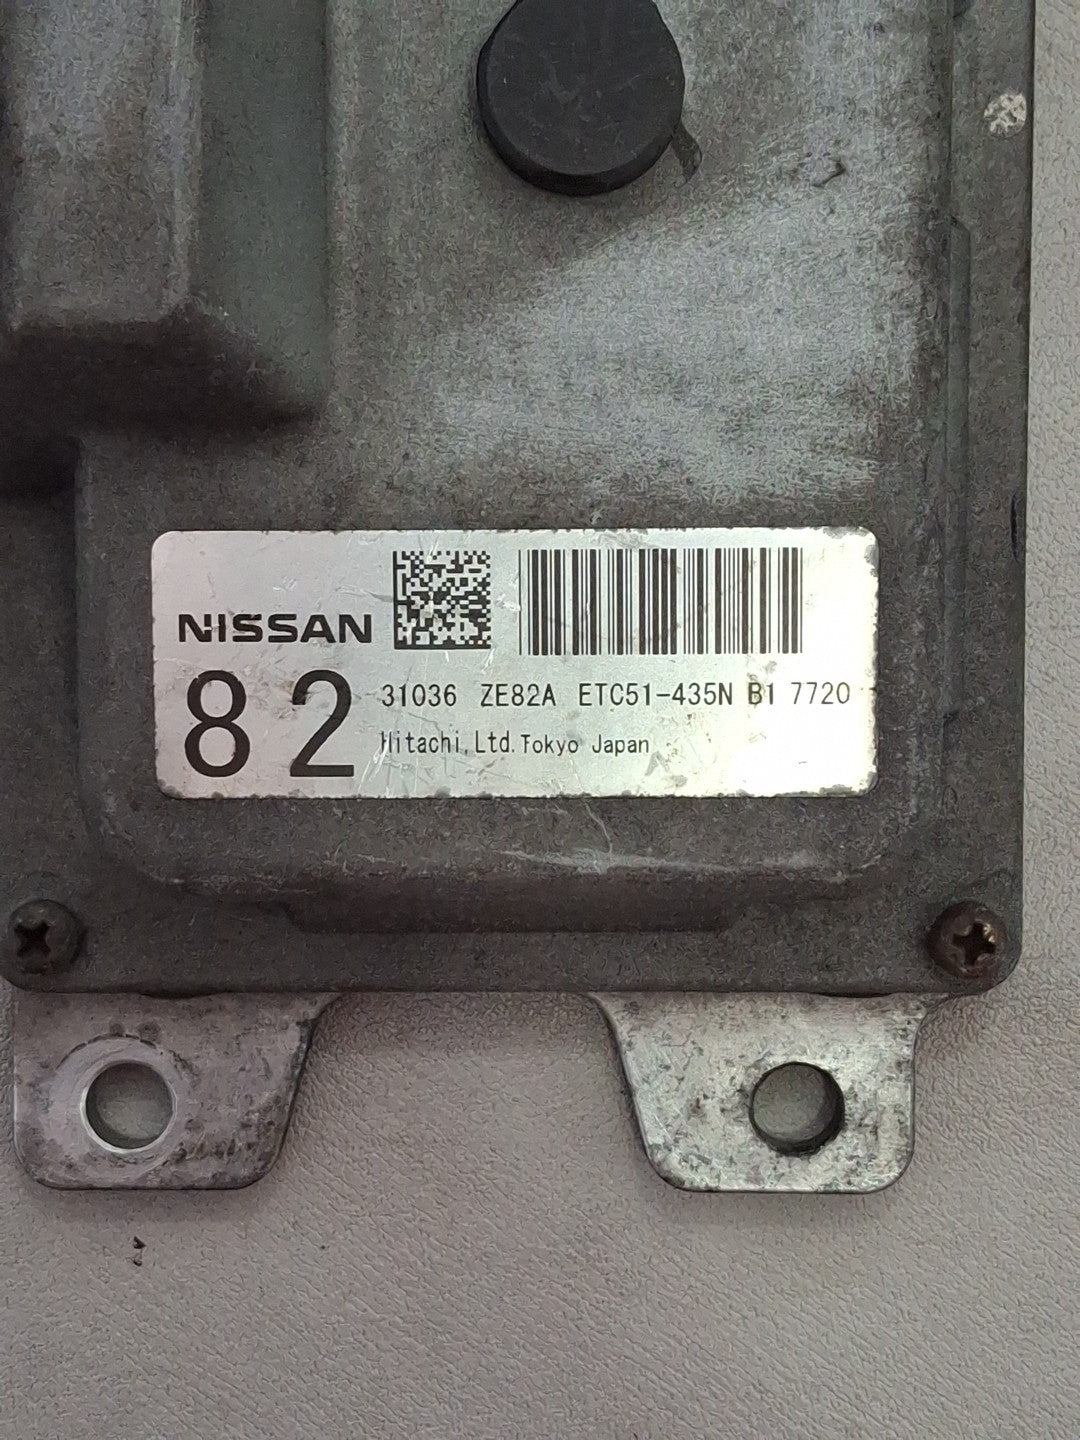 NISSAN
82
31036 ZE82A ETC51-435N B1 7720
Hitachi,Ltd.Tokyo Japan